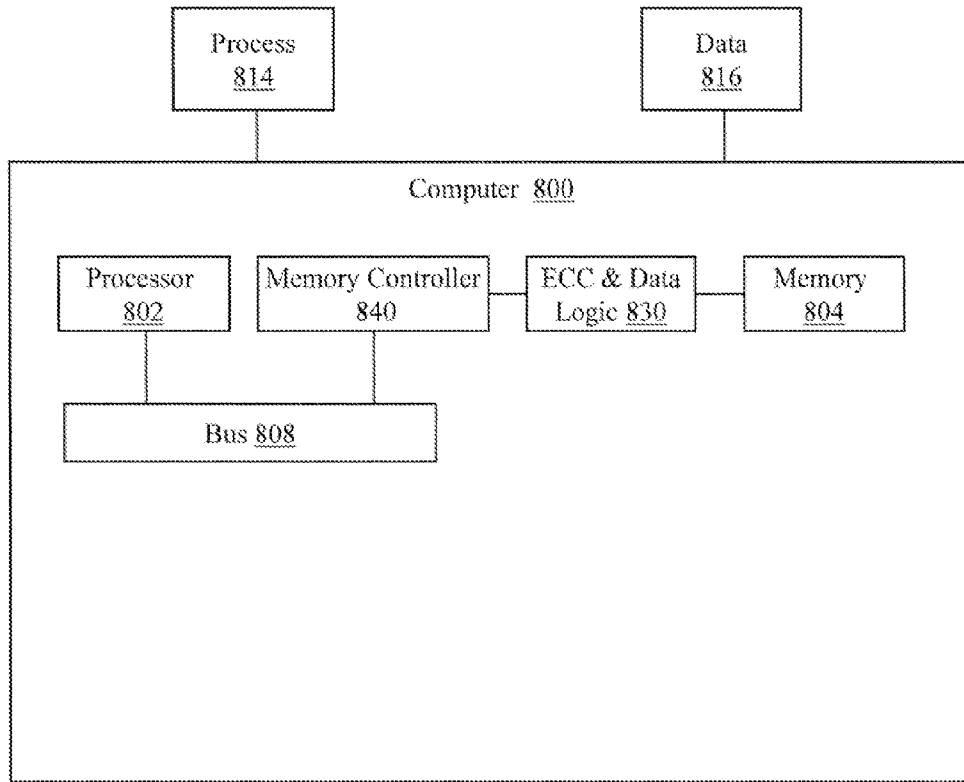 Process
814
Data
816
Computer 800
Processor
802
Memory Controller
840
ECC & Data
Logic 830
Memory
804
Bus 808